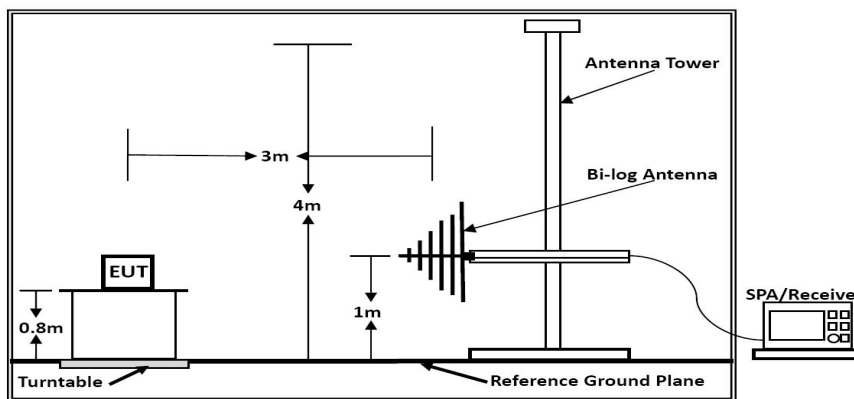 Antenna Tower
3m
Bi-log Antenna
4m
EUT
SPA/Receive
0.8m
1m
Turntable
Reference Ground Plane